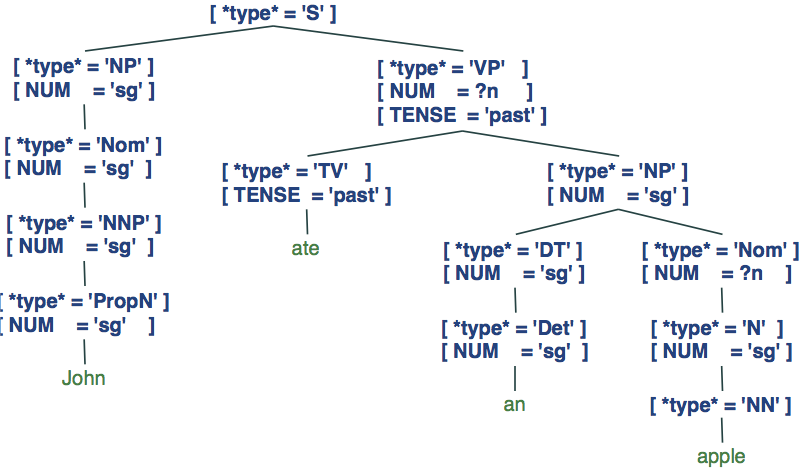 [ *type* = 'S' ]
[ *type* = 'NP' ]
[ NUM = 'sg' ]
[ *type* = 'VP' ]
[ NUM = ?n ]
[ TENSE = 'past' ]
[ *type* = 'Nom' ]
[ NUM = 'sg' ]
[ *type* = 'TV' ]
[ TENSE = 'past' ]
[ *type* = 'NP' ]
[ NUM = 'sg' ]
[ *type* = 'NNP' ]
[ NUM = 'sg' ]
ate
[ *type* = 'DT' ]
[ NUM = 'sg' ]
[ *type* = 'Nom' ]
[ NUM = ?n ]
[ *type* = 'PropN' ]
[ NUM = 'sg' ]
[ *type* = 'Det' ]
[ NUM = 'sg' ]
[ *type* = 'N' ]
[ NUM = 'sg' ]
John
an
[ *type* = 'NN' ]
apple